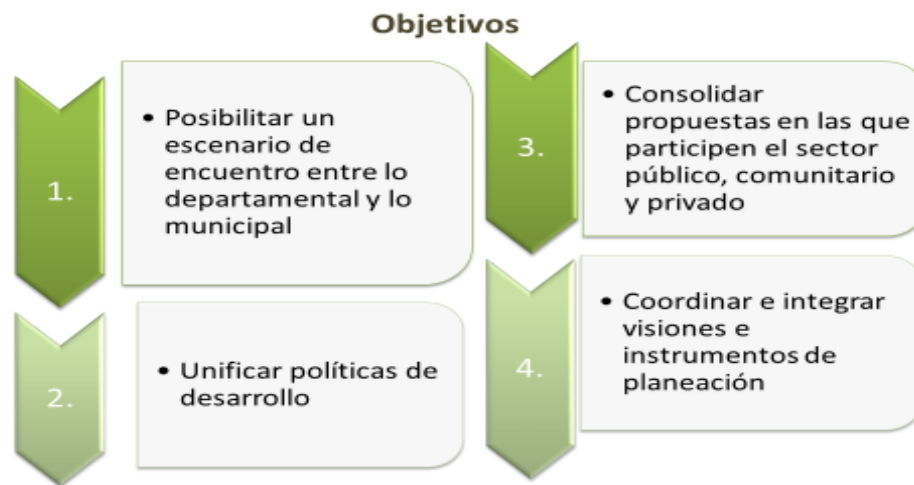 Objetivos
1.
• Posibilitar un
escenario de
encuentro entre lo
departamental y lo
municipal
2.
• Unificar políticas de
desarrollo
3.
• Consolidar
propuestas en las que
participen el sector
público, comunitario
y privado
4.
• Coordinar e integrar
visiones e
instrumentos de
planeación